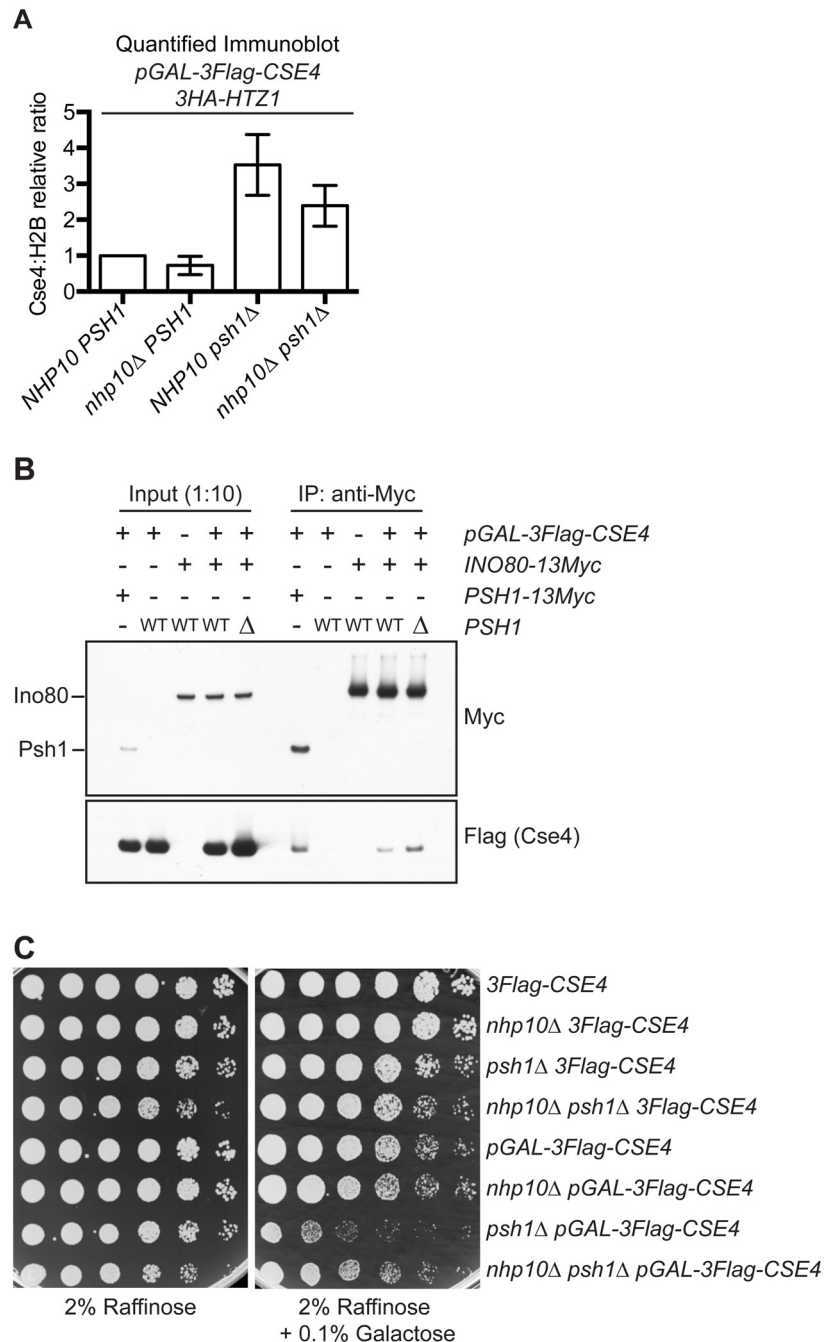 A
Quantified Immunoblot
pGAL-3Flag-CSE4
3HA-HTZ1
Cse4:H2B relative ratio
5
4
3
2
1
0
NHP10 PSH1
nhp10Δ PSH1
NHP10 psh1Δ
nhp10Δ psh1Δ
B
Input (1:10) IP: anti-Myc
+ + - + + + + - + + pGAL-3Flag-CSE4
- - + + + - - + + + INO80-13Myc
+ - - - - + - - - - PSH1-13Myc
- WT WT WT Δ - WT WT WT Δ PSH1
Ino80
Psh1
Myc
Flag (Cse4)
C
3Flag-CSE4
nhp10Δ 3Flag-CSE4
psh1Δ 3Flag-CSE4
nhp10Δ psh1Δ 3Flag-CSE4
pGAL-3Flag-CSE4
nhp10Δ pGAL-3Flag-CSE4
psh1Δ pGAL-3Flag-CSE4
nhp10Δ psh1Δ pGAL-3Flag-CSE4
2% Raffinose
2% Raffinose
+ 0.1% Galactose